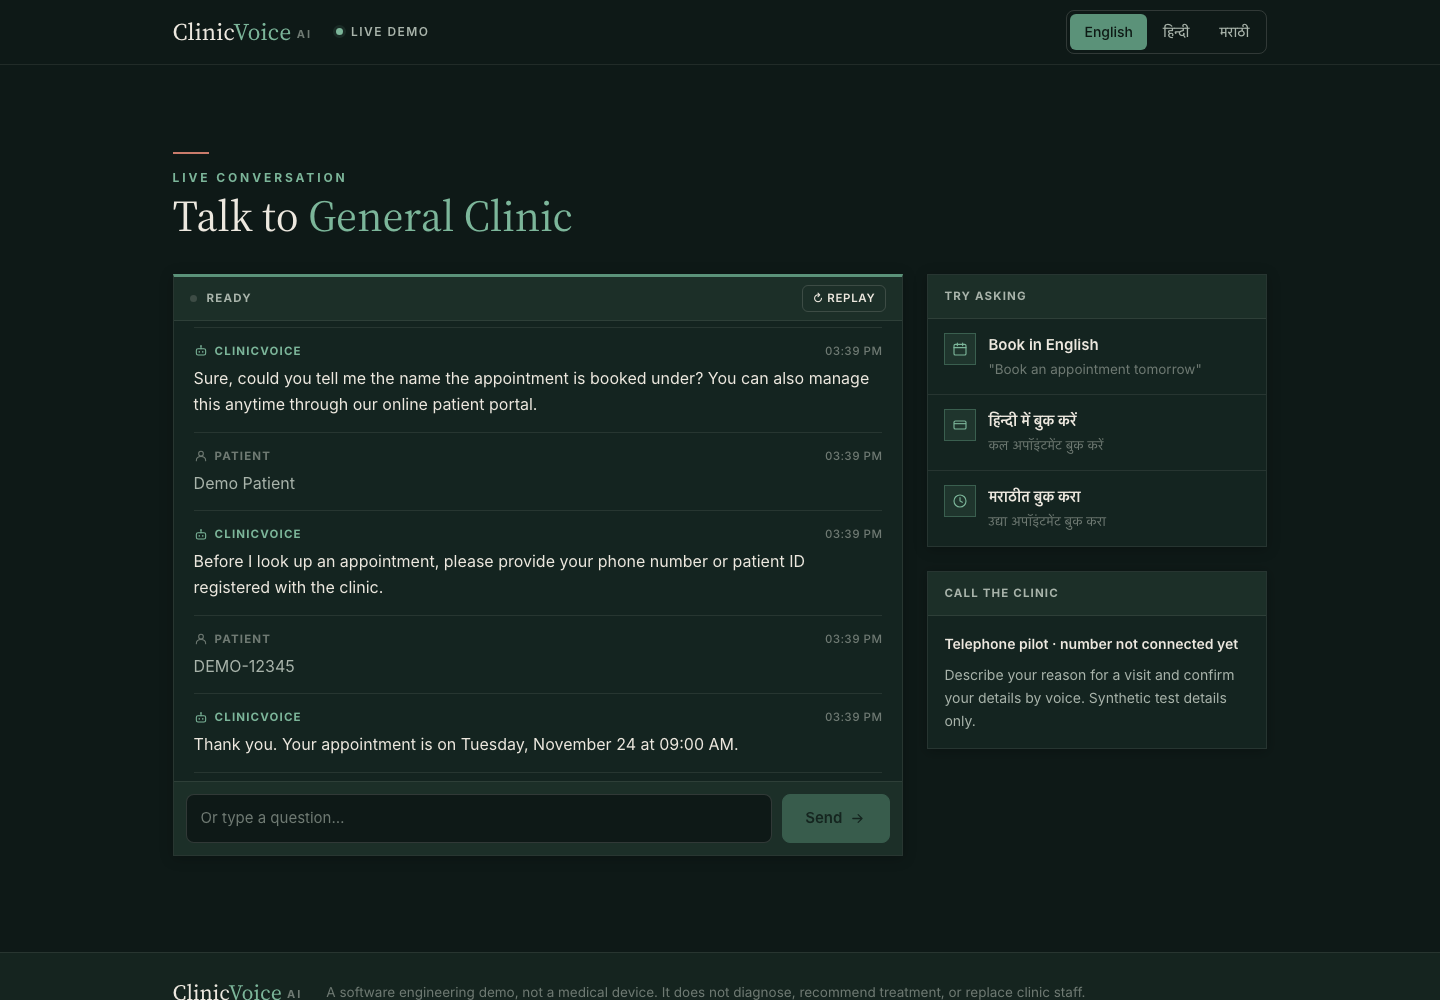 ClinicVoice AI
LIVE DEMO
English
हिन्दी
मराठी
LIVE CONVERSATION
Talk to General Clinic
READY
↻ REPLAY
CLINICVOICE
03:39 PM
Sure, could you tell me the name the appointment is booked under? You can also manage
this anytime through our online patient portal.
PATIENT
03:39 PM
Demo Patient
CLINICVOICE
03:39 PM
Before I look up an appointment, please provide your phone number or patient ID
registered with the clinic.
PATIENT
03:39 PM
DEMO-12345
CLINICVOICE
03:39 PM
Thank you. Your appointment is on Tuesday, November 24 at 09:00 AM.
Or type a question...
Send →
TRY ASKING
Book in English
"Book an appointment tomorrow"
हिन्दी में बुक करें
कल अपॉइंटमेंट बुक करें
मराठीत बुक करा
उद्या अपॉइंटमेंट बुक करा
CALL THE CLINIC
Telephone pilot · number not connected yet
Describe your reason for a visit and confirm
your details by voice. Synthetic test details
only.
ClinicVoice AI
A software engineering demo, not a medical device. It does not diagnose, recommend treatment, or replace clinic staff.